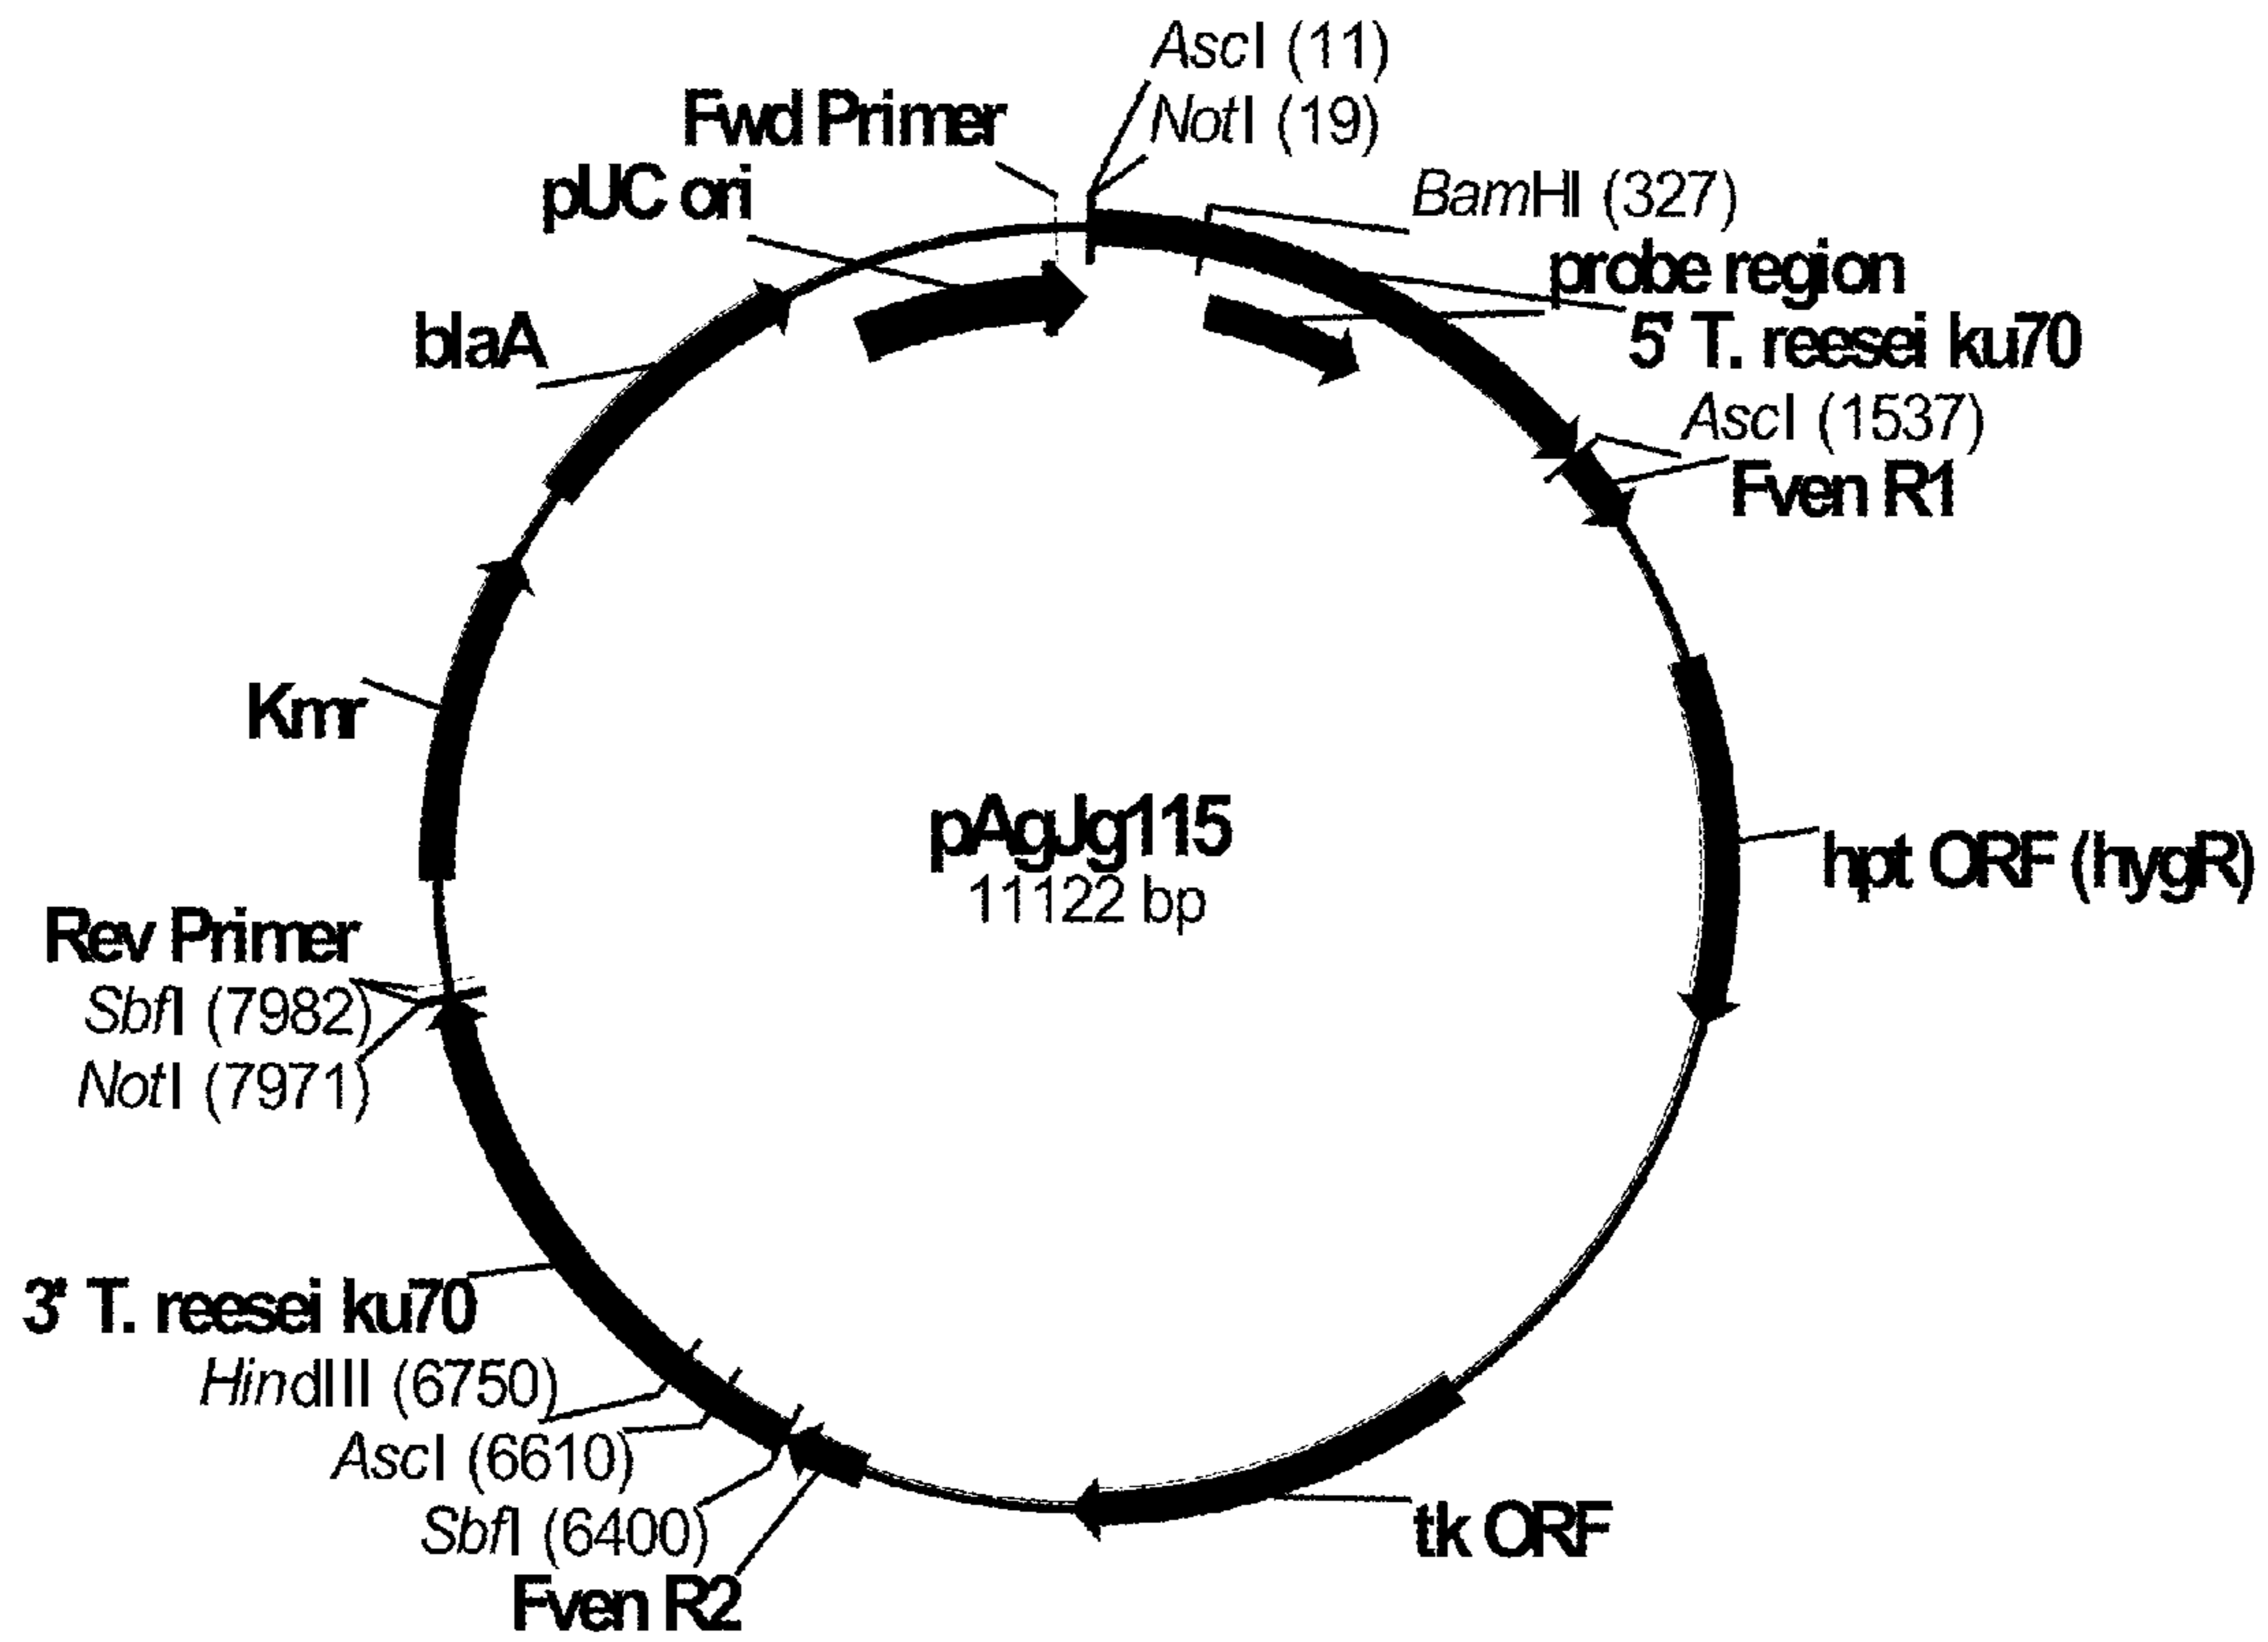 AscI (11)
Fwd Primer
NotI (19)
pUC ori
BamHI (327)
probe region
blaA
5' T. reesei ku70
AscI (1537)
Fven R1
Kmr
pAgJg115
hpt ORF (hygR)
11122 bp
Rev Primer
SbfI (7982)
NotI (7971)
3' T. reesei ku70
HindIII (6750)
AscI (6610)
SbfI (6400)
tk ORF
Fven R2